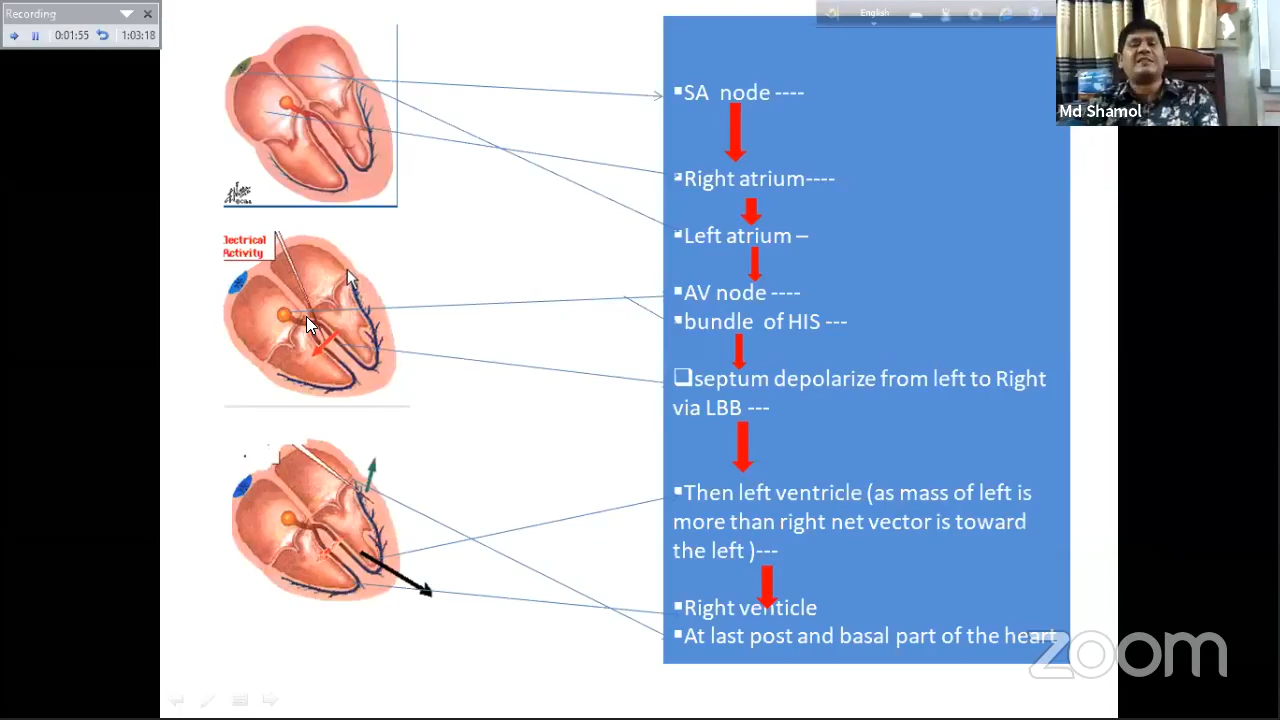 Recording
0:01:55
1:03:18
English
Md Shamol
▪SA node ----
▪Right atrium----
▪Left atrium –
lectrical
Activity
▪AV node ----
▪bundle of HIS ---
❑septum depolarize from left to Right
via LBB ---
▪Then left ventricle (as mass of left is
more than right net vector is toward
the left )---
▪Right venticle
▪At last post and basal part of the heart
zoom